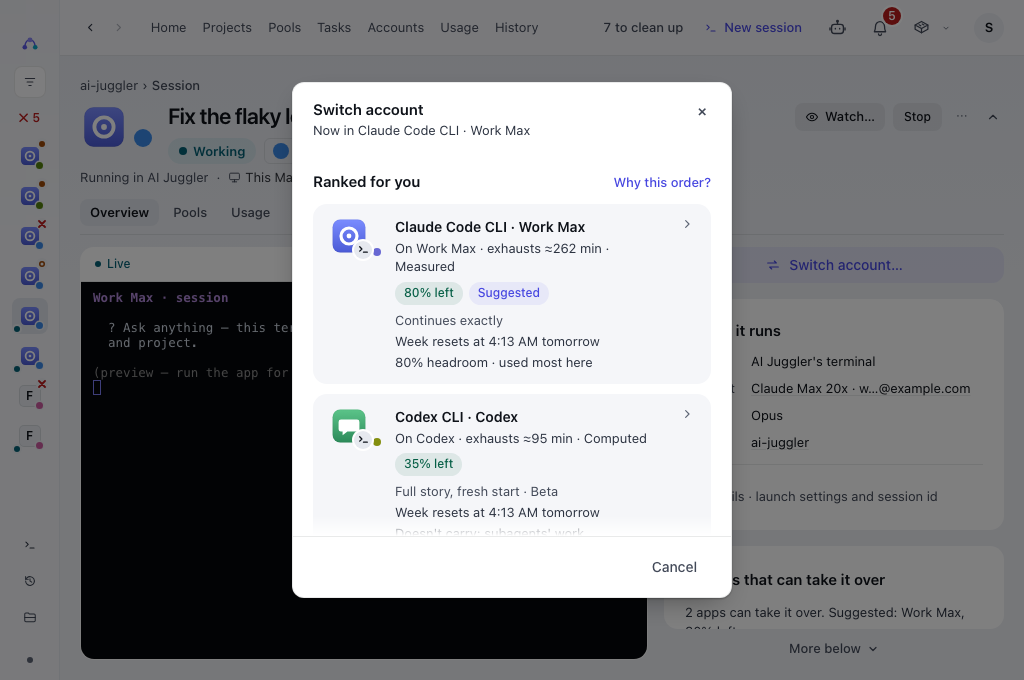 Home Projects Pools Tasks Accounts Usage History 7 to clean up New session 5 S
5
ai-juggler › Session
Fix the flaky
Watch... Stop
Working
Running in AI Juggler · This Ma
Overview Pools Usage
Live
Work Max · session
? Ask anything — this ter
and project.
(preview — run the app for
F
F
Switch account
Now in Claude Code CLI · Work Max
Ranked for you
Why this order?
Claude Code CLI · Work Max
On Work Max · exhausts ≈262 min ·
Measured
80% left Suggested
Continues exactly
Week resets at 4:13 AM tomorrow
80% headroom · used most here
Codex CLI · Codex
On Codex · exhausts ≈95 min · Computed
35% left
Full story, fresh start · Beta
Week resets at 4:13 AM tomorrow
Doesn't carry: subagents' work
Cancel
Switch account...
it runs
AI Juggler's terminal
Claude Max 20x · w...@example.com
Opus
ai-juggler
ils · launch settings and session id
s that can take it over
2 apps can take it over. Suggested: Work Max,
More below